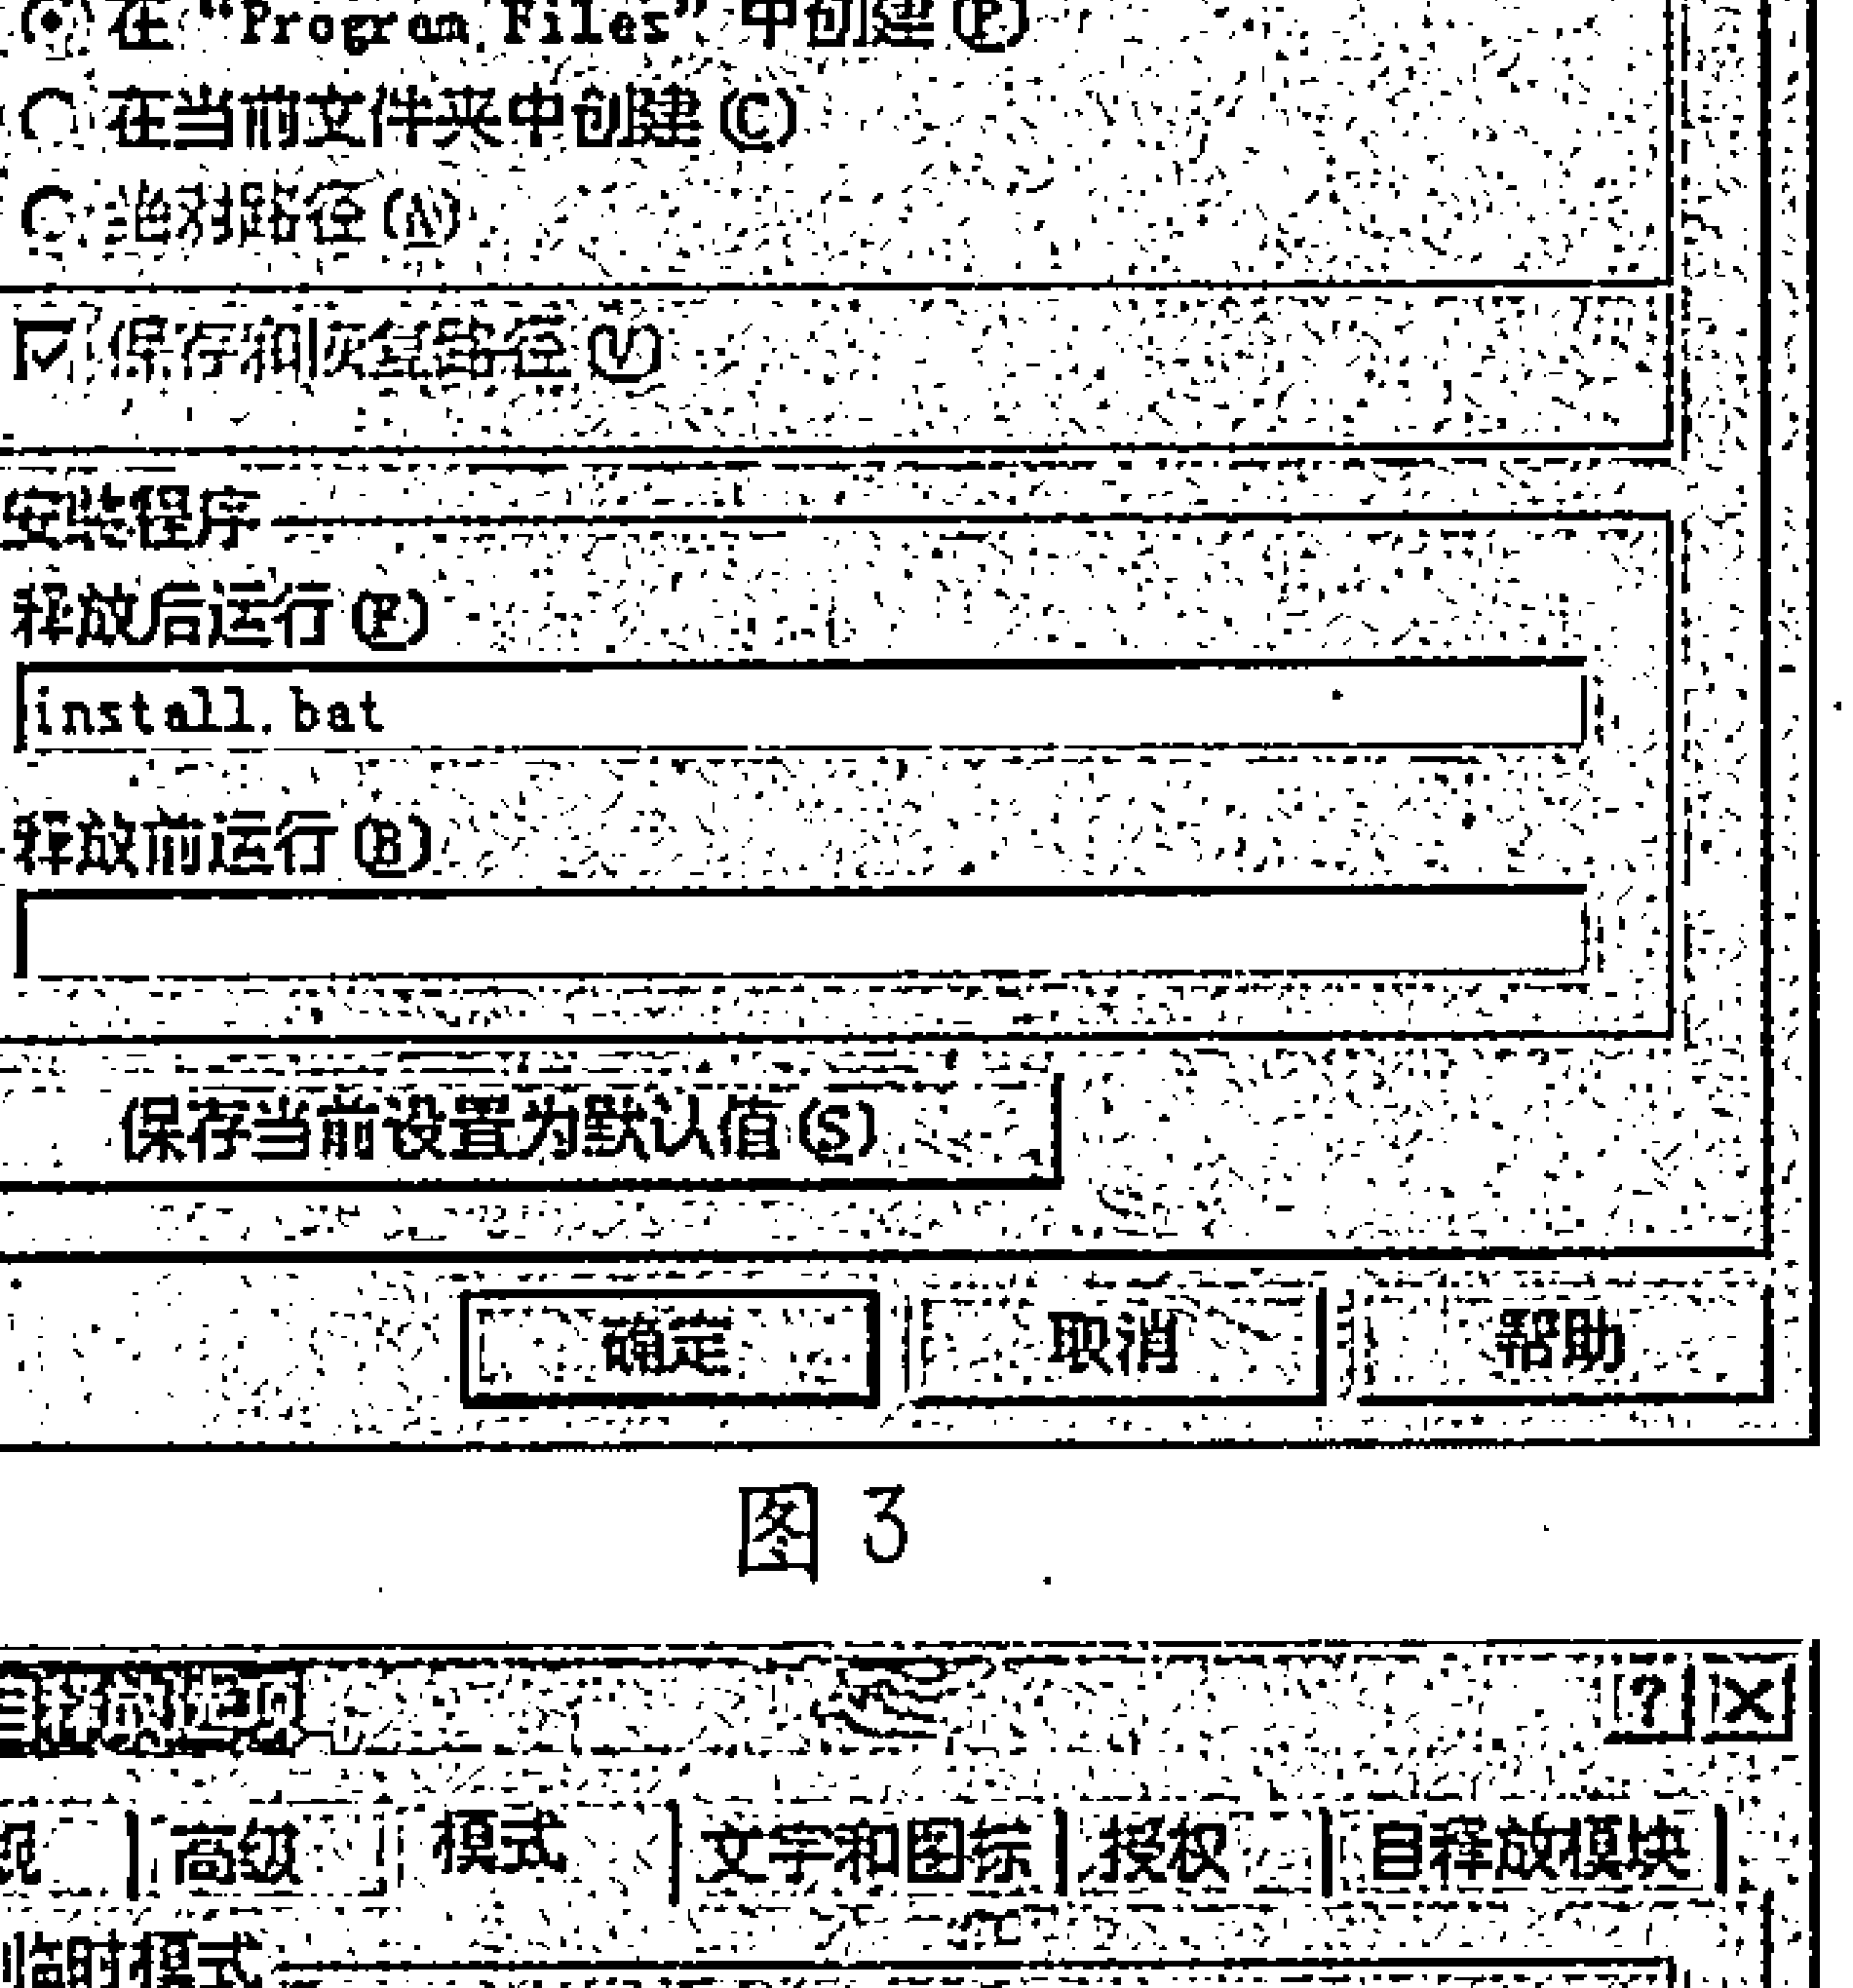 在“Program Files”中创建(P)
在当前文件夹中创建(C)
绝对路径(A)
保存和恢复路径
安装程序
释放后运行(F)
install.bat
释放前运行(B)
保存当前设置为默认值(S)
确定 取消 帮助
图 3
自释放选项 ? ×
规 高级 模式 文字和图标 授权 自释放模块
临时模式